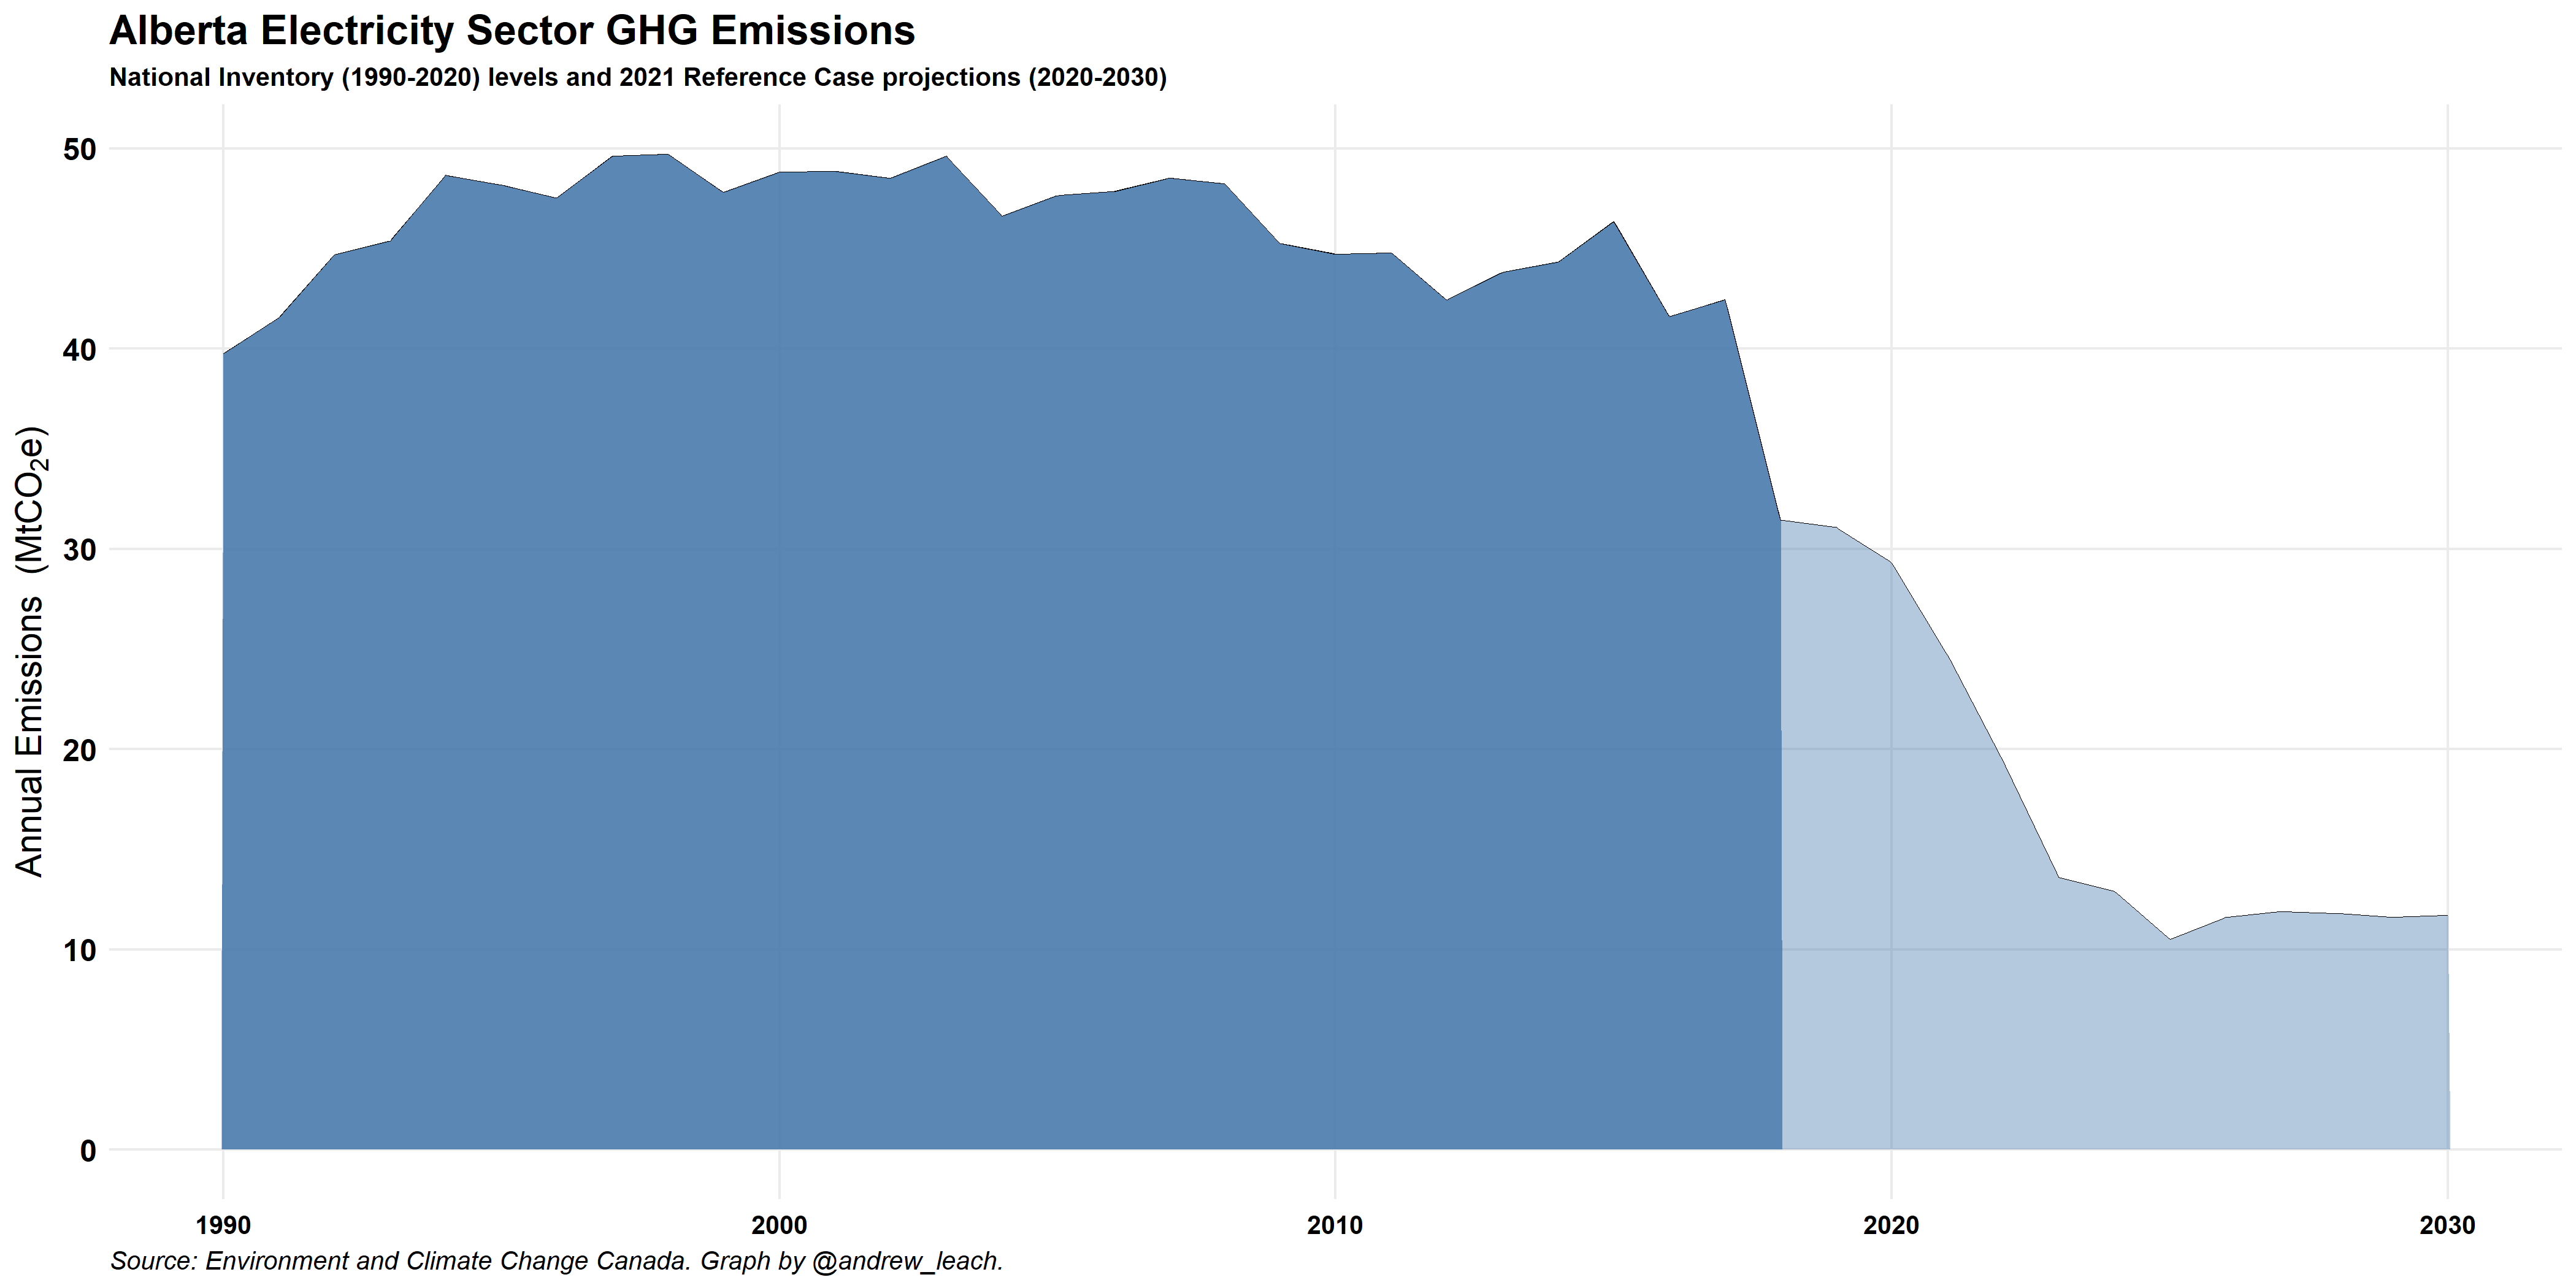 Alberta Electricity Sector GHG Emissions
National Inventory (1990-2020) levels and 2021 Reference Case projections (2020-2030)
Annual Emissions (MtCO₂e)
50
40
30
20
10
0
1990 2000 2010 2020 2030
Source: Environment and Climate Change Canada. Graph by @andrew_leach.